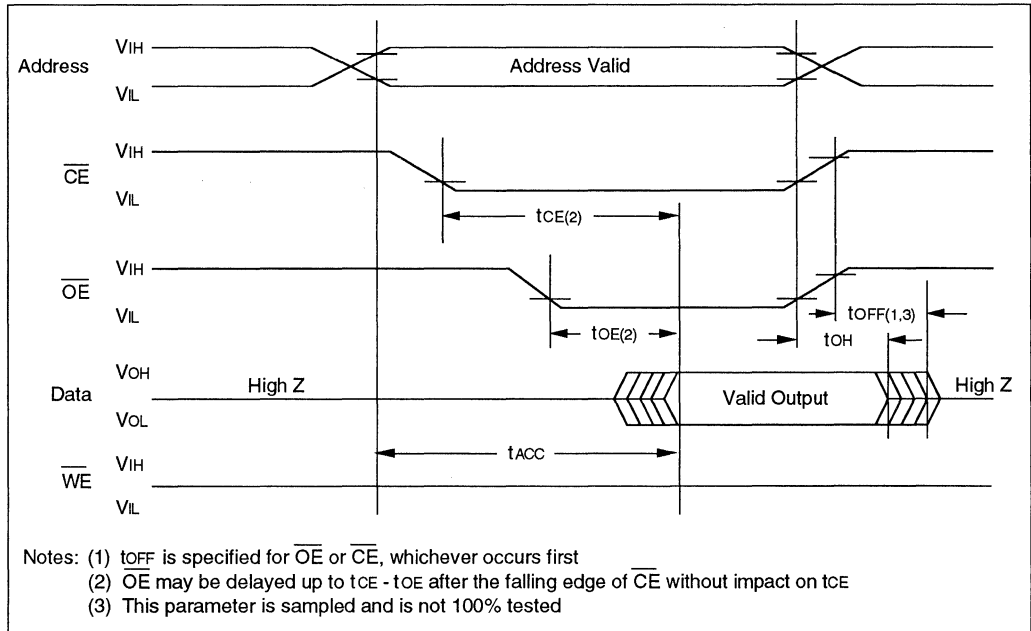 VIH
Address
Address Valid
VIL
VIH
CE
VIL
tCE(2)
VIH
OE
VIL
tOFF(1,3)
tOE(2)
tOH
VOH
High Z
Data
Valid Output
High Z
VOL
tACC
VIH
WE
VIL
Notes: (1) tOFF is specified for OE or CE, whichever occurs first
(2) OE may be delayed up to tCE - tOE after the falling edge of CE without impact on tCE
(3) This parameter is sampled and is not 100% tested